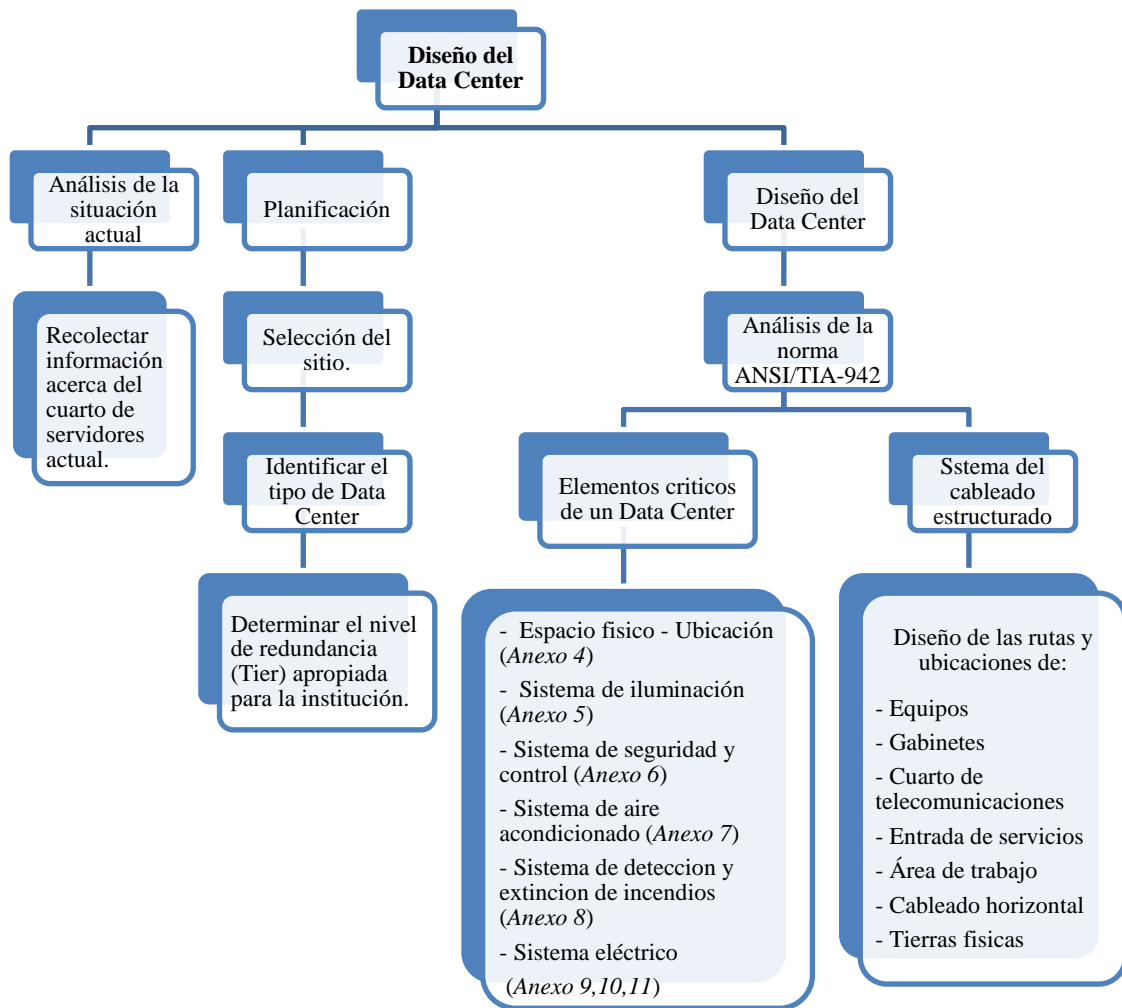 Diseño del
Data Center
Análisis de la
situación
actual
Recolectar
información
acerca del
cuarto de
servidores
actual.
Planificación
Selección del
sitio.
Identificar el
tipo de Data
Center
Determinar el nivel
de redundancia
(Tier) apropiada
para la institución.
Diseño del
Data Center
Análisis de la
norma
ANSI/TIA-942
Elementos criticos
de un Data Center
- Espacio fisico - Ubicación
(Anexo 4)
- Sistema de iluminación
(Anexo 5)
- Sistema de seguridad y
control (Anexo 6)
- Sistema de aire
acondicionado (Anexo 7)
- Sistema de deteccion y
extincion de incendios
(Anexo 8)
- Sistema eléctrico
(Anexo 9,10,11)
Sstema del
cableado
estructurado
Diseño de las rutas y
ubicaciones de:
- Equipos
- Gabinetes
- Cuarto de
telecomunicaciones
- Entrada de servicios
- Área de trabajo
- Cableado horizontal
- Tierras fisicas